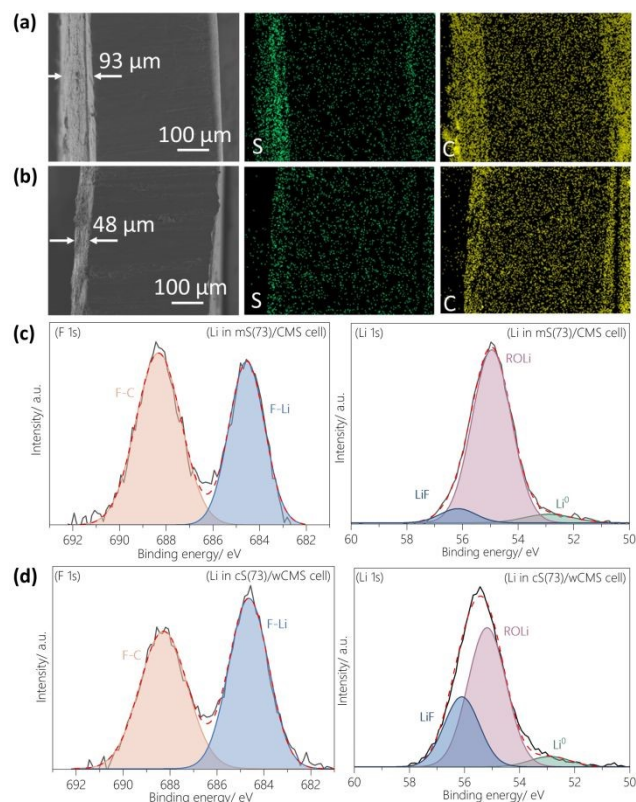 (a)
93 µm
100 µm
S
C
(b)
48 µm
100 µm
S
C
(c)
(F 1s)
(Li in mS(73)/CMS cell)
F-C
F-Li
Intensity/ a.u.
692 690 688 686 684 682
Binding energy/ eV
(Li 1s)
(Li in mS(73)/CMS cell)
ROLi
LiF
Li⁰
Intensity/ a.u.
60 58 56 54 52 50
Binding energy/ eV
(d)
(F 1s)
(Li in cS(73)/wCMS cell)
F-C
F-Li
Intensity/ a.u.
692 690 688 686 684 682
Binding energy/ eV
(Li 1s)
(Li in cS(73)/wCMS cell)
ROLi
LiF
Li⁰
Intensity/ a.u.
60 58 56 54 52 50
Binding energy/ eV